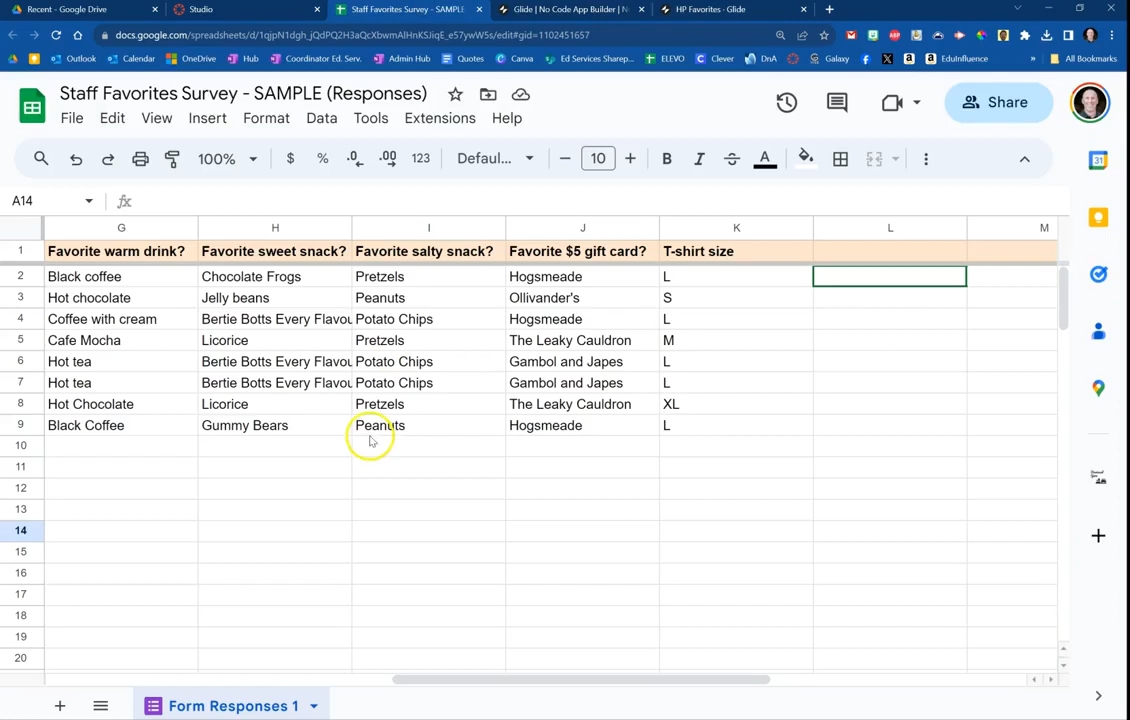 Recent - Google Drive
Studio
Staff Favorites Survey - SAMPLE
Glide | No Code App Builder | N
HP Favorites - Glide
docs.google.com/spreadsheets/d/1qjpN1dgh_jQdPQ2H3aQcXbwmAlHnKSJiqE_e57ywW5s/edit#gid=1102451657
Outlook
Calendar
OneDrive
Hub
Coordinator Ed. Serv.
Admin Hub
Quotes
Canva
Ed Services Sharep...
ELEVO
Clever
DnA
Galaxy
EduInfluence
»
All Bookmarks
Staff Favorites Survey - SAMPLE (Responses)
File Edit View Insert Format Data Tools Extensions Help
Share
100% $ % .0 .00 123 Defaul... − 10 + B I S A
A14 fx
G H I J K L M
1 Favorite warm drink? Favorite sweet snack? Favorite salty snack? Favorite $5 gift card? T-shirt size
2 Black coffee Chocolate Frogs Pretzels Hogsmeade L
3 Hot chocolate Jelly beans Peanuts Ollivander's S
4 Coffee with cream Bertie Botts Every Flavou Potato Chips Hogsmeade L
5 Cafe Mocha Licorice Pretzels The Leaky Cauldron M
6 Hot tea Bertie Botts Every Flavou Potato Chips Gambol and Japes L
7 Hot tea Bertie Botts Every Flavou Potato Chips Gambol and Japes L
8 Hot Chocolate Licorice Pretzels The Leaky Cauldron XL
9 Black Coffee Gummy Bears Peanuts Hogsmeade L
10
11
12
13
14
15
16
17
18
19
20
Form Responses 1